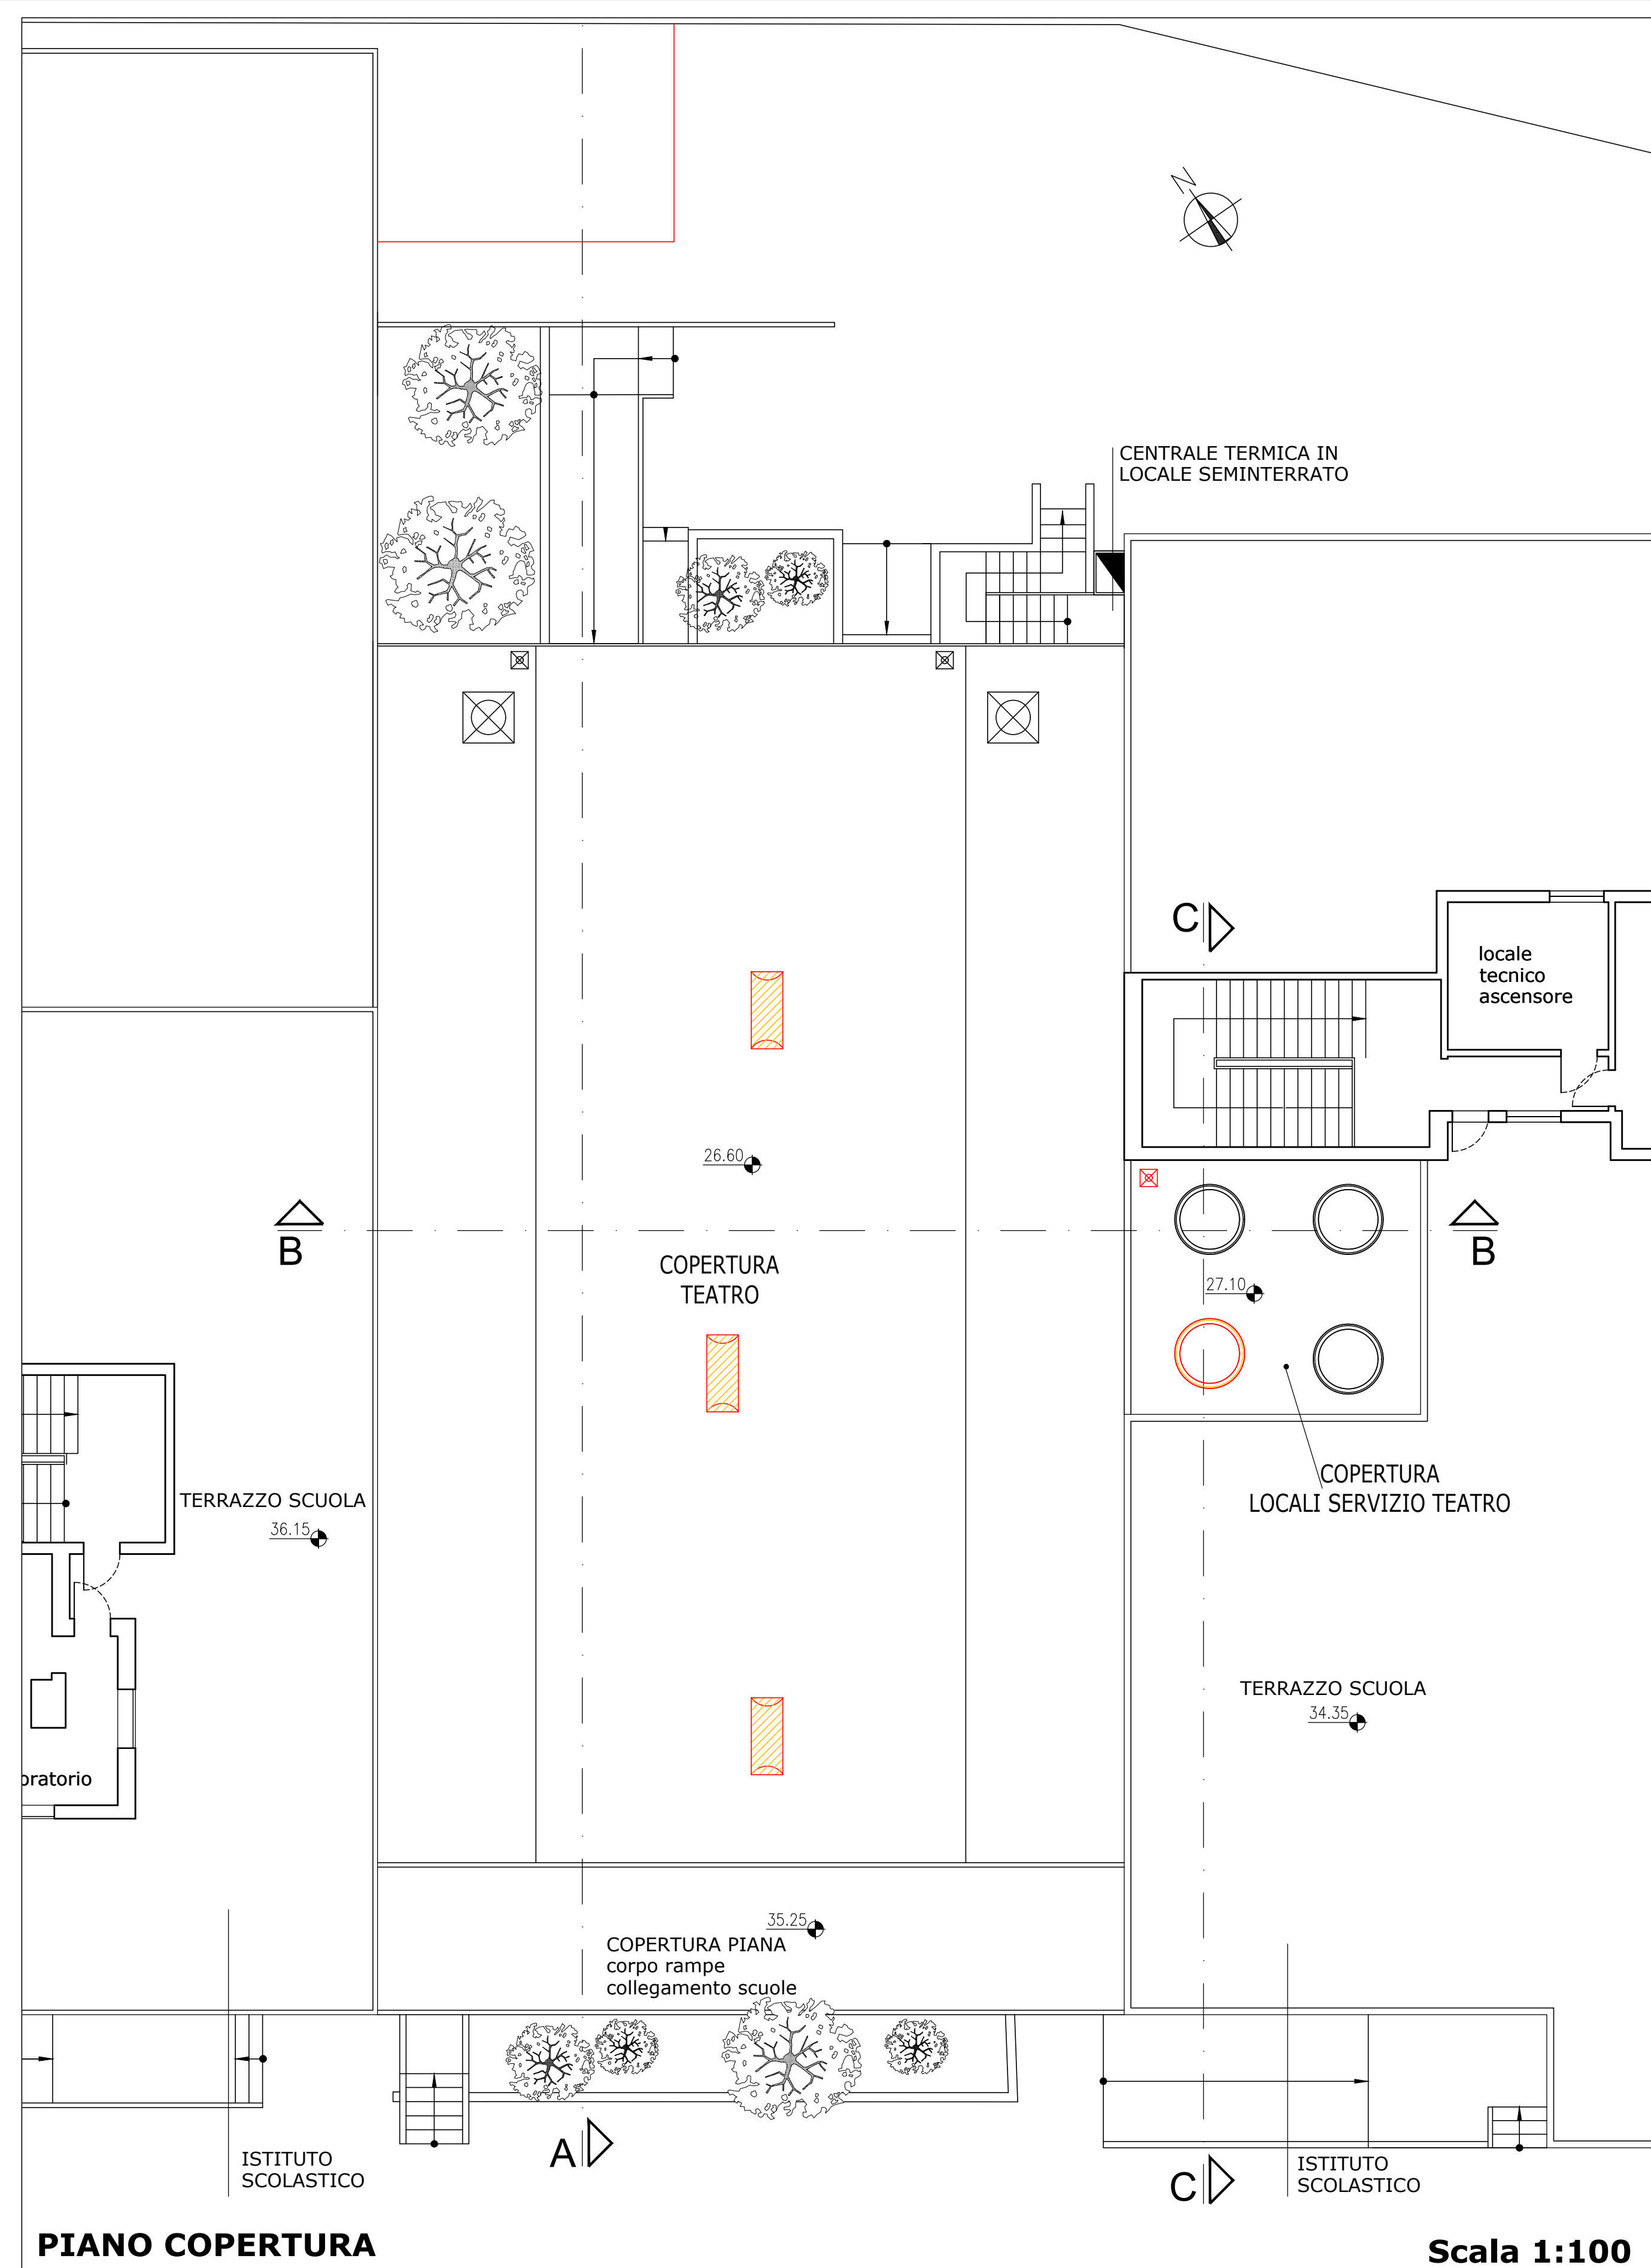 N
CENTRALE TERMICA IN
LOCALE SEMINTERRATO
C
locale
tecnico
ascensore
26.60
B
B
COPERTURA
TEATRO
27.10
COPERTURA
LOCALI SERVIZIO TEATRO
TERRAZZO SCUOLA
36.15
TERRAZZO SCUOLA
34.35
oratorio
35.25
COPERTURA PIANA
corpo rampe
collegamento scuole
A
C
ISTITUTO
SCOLASTICO
ISTITUTO
SCOLASTICO
PIANO COPERTURA
Scala 1:100